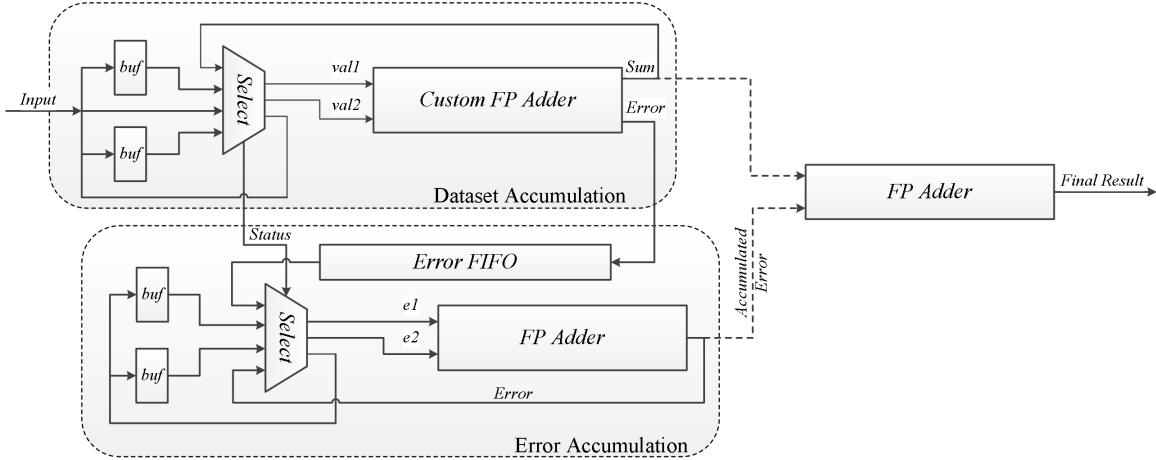 Input
buf
buf
Select
val1
val2
Custom FP Adder
Sum
Error
Dataset Accumulation
FP Adder
Final Result
Status
Error FIFO
buf
buf
Select
e1
e2
FP Adder
Error
Accumulated
Error
Error Accumulation